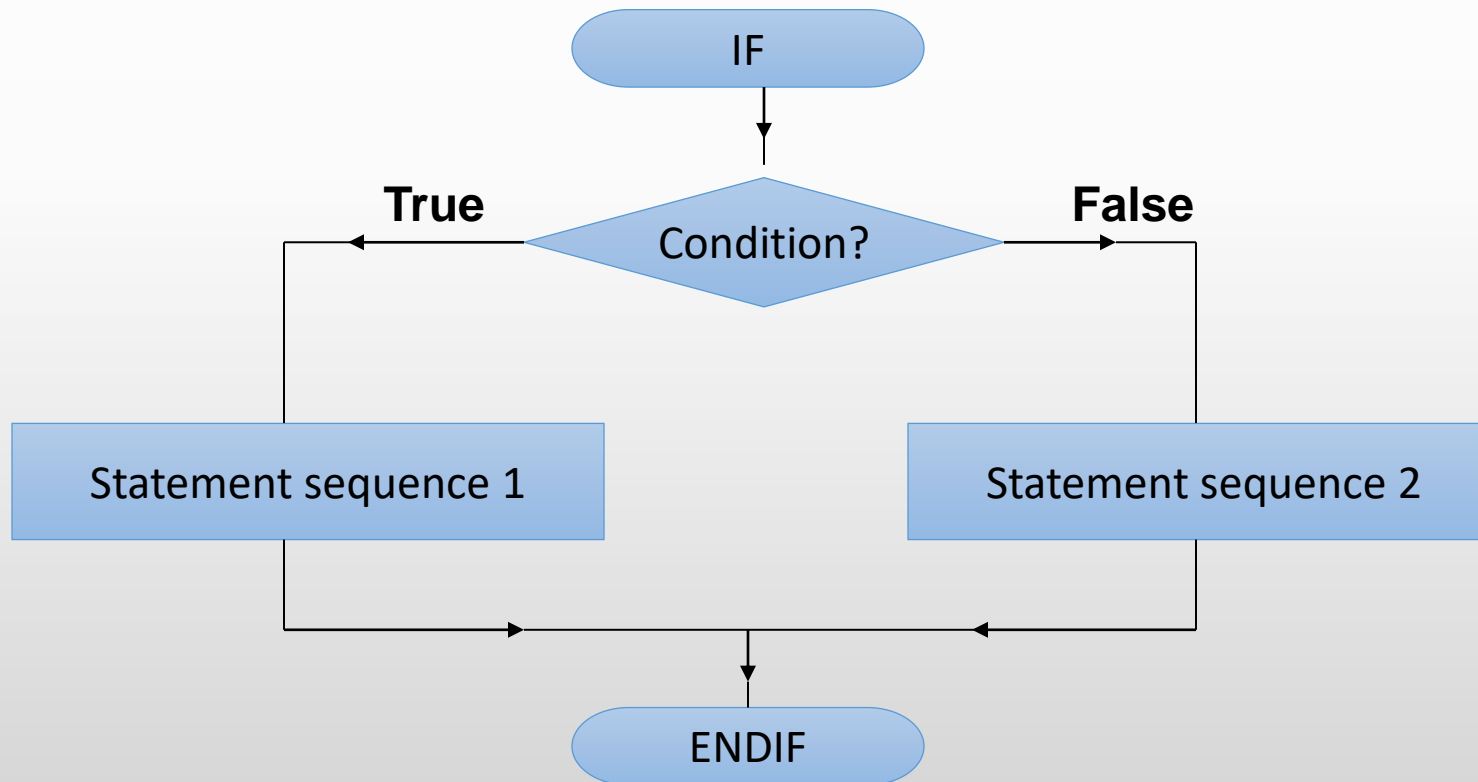 IF
True
False
Condition?
Statement sequence 1
Statement sequence 2
ENDIF